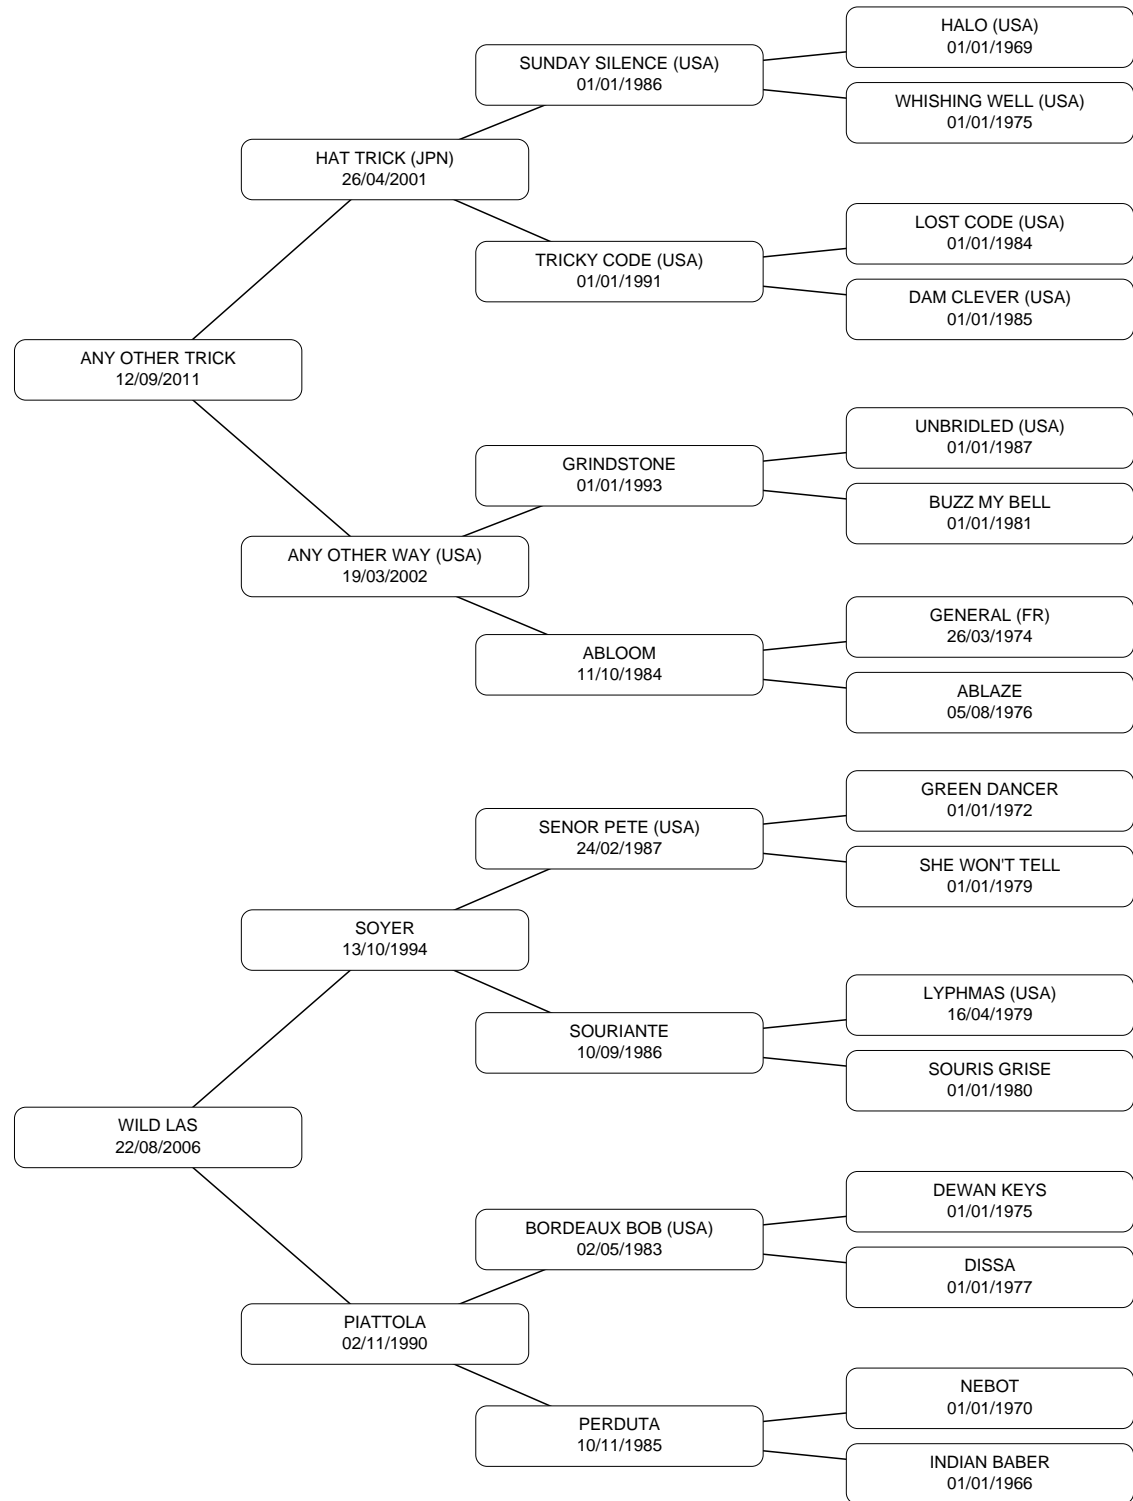 HALO (USA)
01/01/1969
SUNDAY SILENCE (USA)
01/01/1986
WHISHING WELL (USA)
01/01/1975
HAT TRICK (JPN)
26/04/2001
LOST CODE (USA)
01/01/1984
TRICKY CODE (USA)
01/01/1991
DAM CLEVER (USA)
01/01/1985
ANY OTHER TRICK
12/09/2011
UNBRIDLED (USA)
01/01/1987
GRINDSTONE
01/01/1993
BUZZ MY BELL
01/01/1981
ANY OTHER WAY (USA)
19/03/2002
GENERAL (FR)
26/03/1974
ABLOOM
11/10/1984
ABLAZE
05/08/1976
GREEN DANCER
01/01/1972
SENOR PETE (USA)
24/02/1987
SHE WON'T TELL
01/01/1979
SOYER
13/10/1994
LYPHMAS (USA)
16/04/1979
SOURIANTE
10/09/1986
SOURIS GRISE
01/01/1980
WILD LAS
22/08/2006
DEWAN KEYS
01/01/1975
BORDEAUX BOB (USA)
02/05/1983
DISSA
01/01/1977
PIATTOLA
02/11/1990
NEBOT
01/01/1970
PERDUTA
10/11/1985
INDIAN BABER
01/01/1966